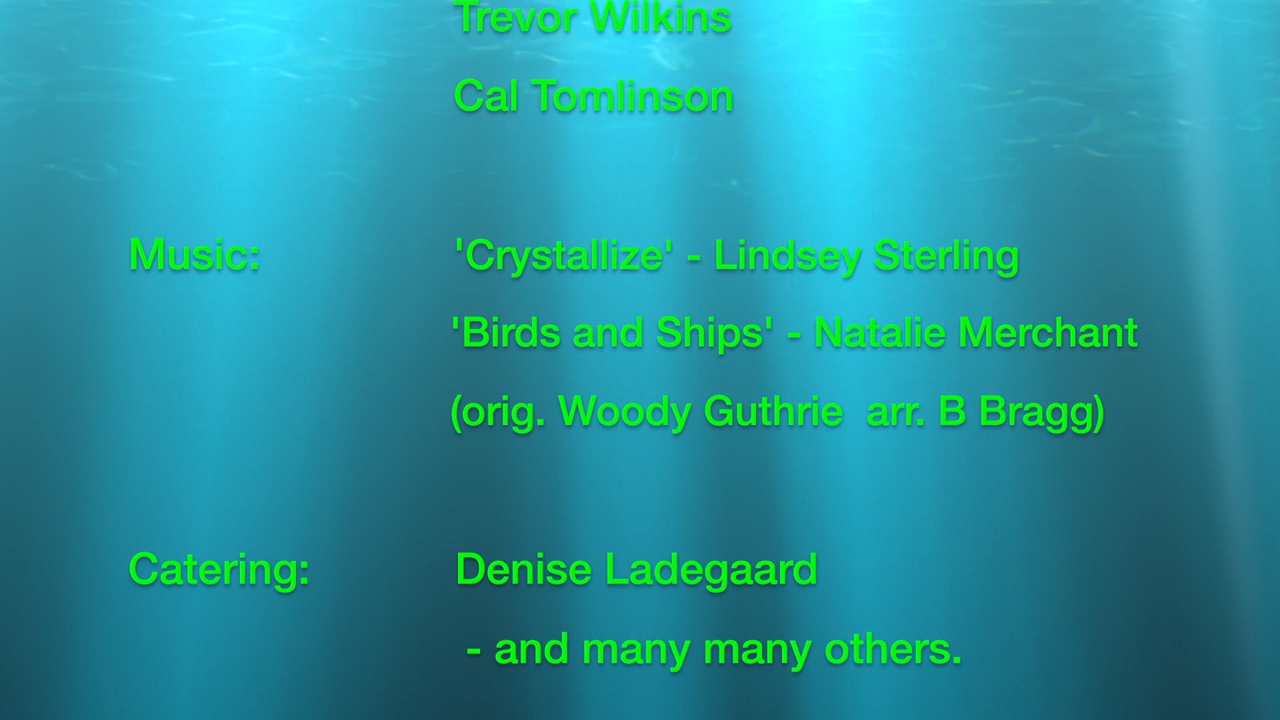 Trevor Wilkins
Cal Tomlinson
Music: 'Crystallize' - Lindsey Sterling
'Birds and Ships' - Natalie Merchant
(orig. Woody Guthrie  arr. B Bragg)
Catering: Denise Ladegaard
- and many many others.